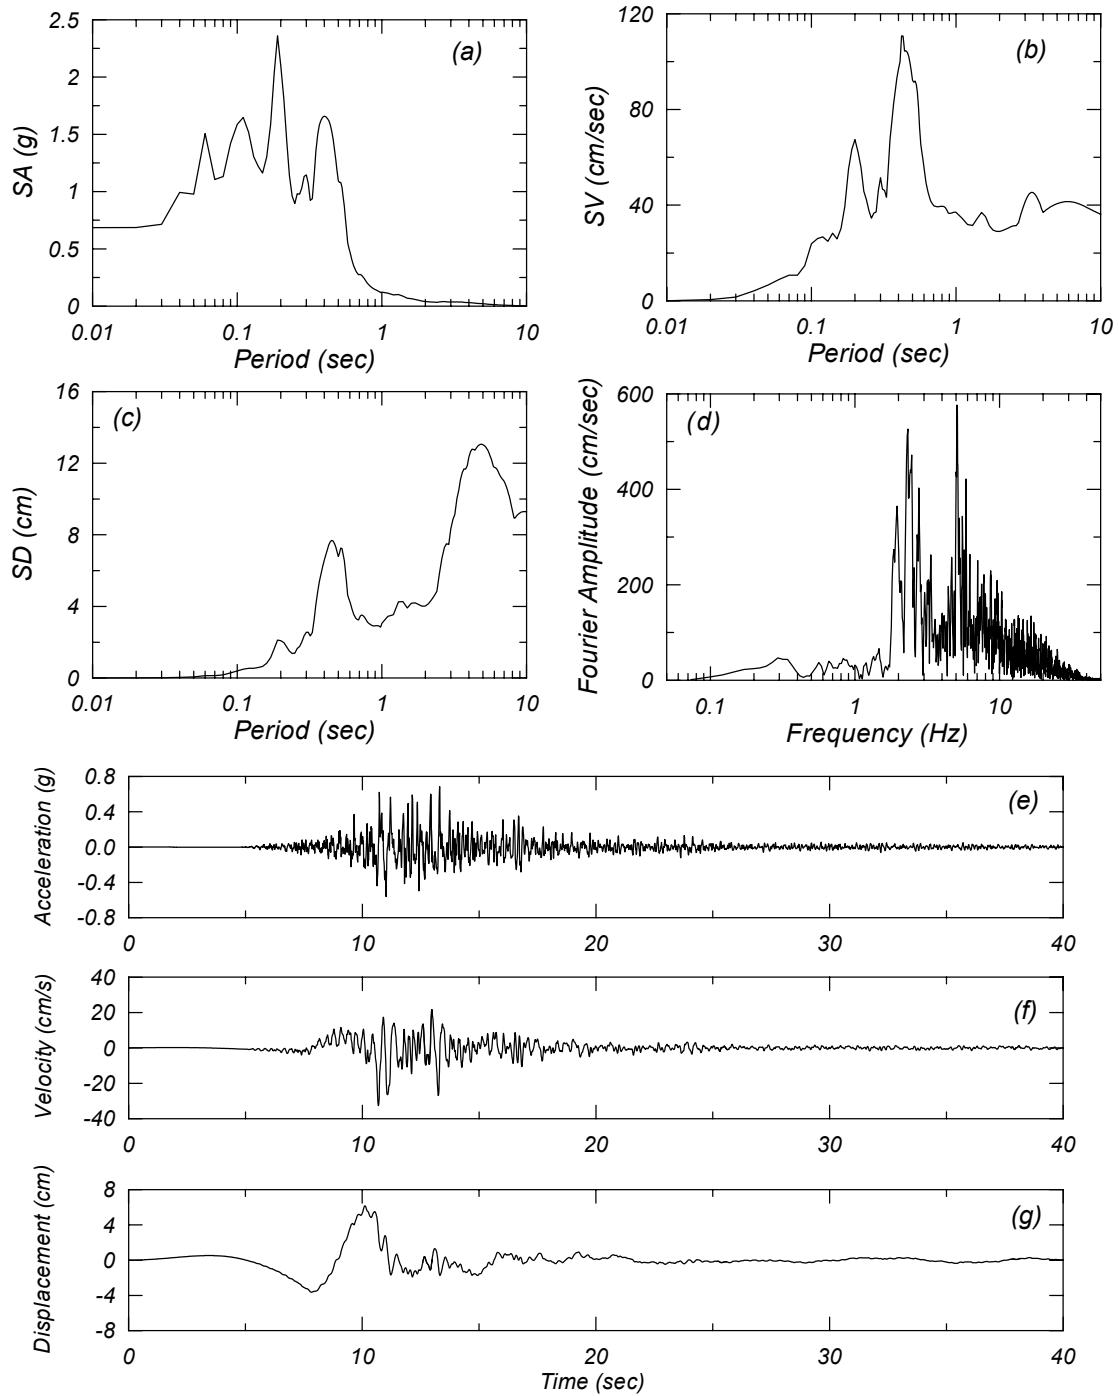 2.5
2
1.5
1
0.5
0
SA (g)
(a)
0.01 0.1 1 10
Period (sec)
120
80
40
0
SV (cm/sec)
(b)
0.01 0.1 1 10
Period (sec)
16
12
8
4
0
SD (cm)
(c)
0.01 0.1 1 10
Period (sec)
600
400
200
0
Fourier Amplitude (cm/sec)
(d)
0.1 1 10
Frequency (Hz)
0.8
0.4
0.0
-0.4
-0.8
Acceleration (g)
(e)
0 10 20 30 40
40
20
0
-20
-40
Velocity (cm/s)
(f)
0 10 20 30 40
8
4
0
-4
-8
Displacement (cm)
(g)
0 10 20 30 40
Time (sec)